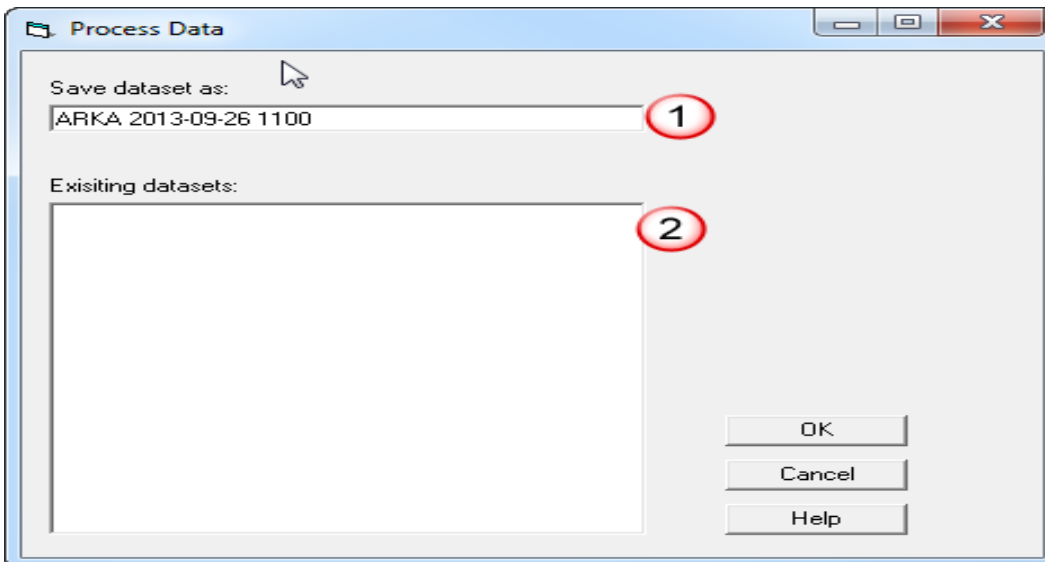 Process Data
Save dataset as:
ARKA 2013-09-26 1100
1
Exisiting datasets:
2
OK
Cancel
Help